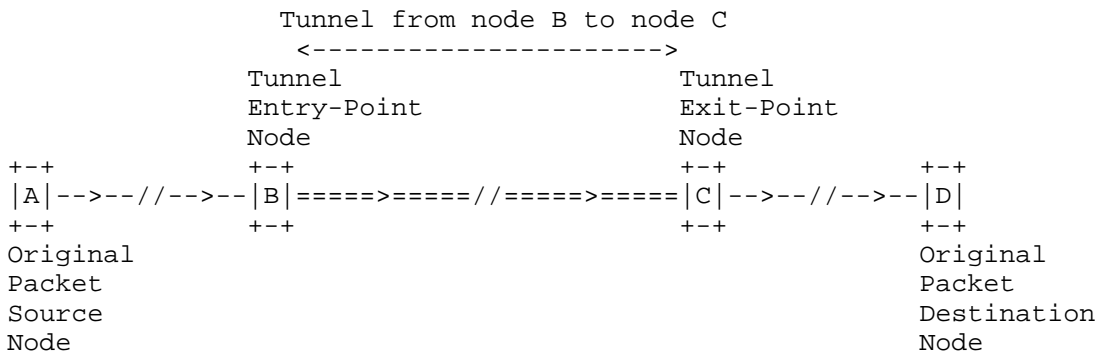 Tunnel from node B to node C
<---------------------->
Tunnel Tunnel
Entry-Point Exit-Point
Node Node
+-+ +-+ +-+ +-+
|A|-->--//-->--|B|=====>=====//=====>=====|C|-->--//-->--|D|
+-+ +-+ +-+ +-+
Original Original
Packet Packet
Source Destination
Node Node